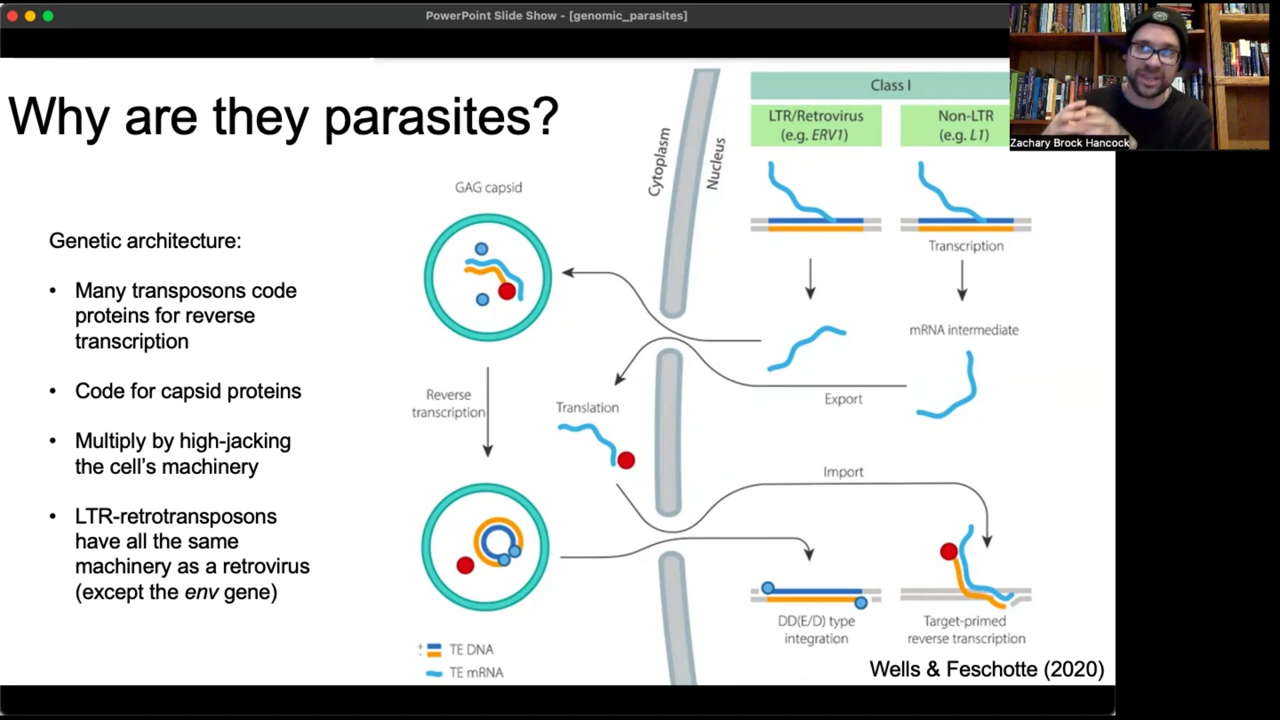 PowerPoint Slide Show - [genomic_parasites]
Zachary Brock Hancock
Why are they parasites?
Genetic architecture:
• Many transposons code
proteins for reverse
transcription
• Code for capsid proteins
• Multiply by high-jacking
the cell's machinery
• LTR-retrotransposons
have all the same
machinery as a retrovirus
(except the env gene)
Cytoplasm
Nucleus
Class I
LTR/Retrovirus
(e.g. ERV1)
Non-LTR
(e.g. L1)
GAG capsid
Transcription
mRNA intermediate
Reverse
transcription
Translation
Export
Import
DD(E/D) type
integration
Target-primed
reverse transcription
TE DNA
TE mRNA
Wells & Feschotte (2020)